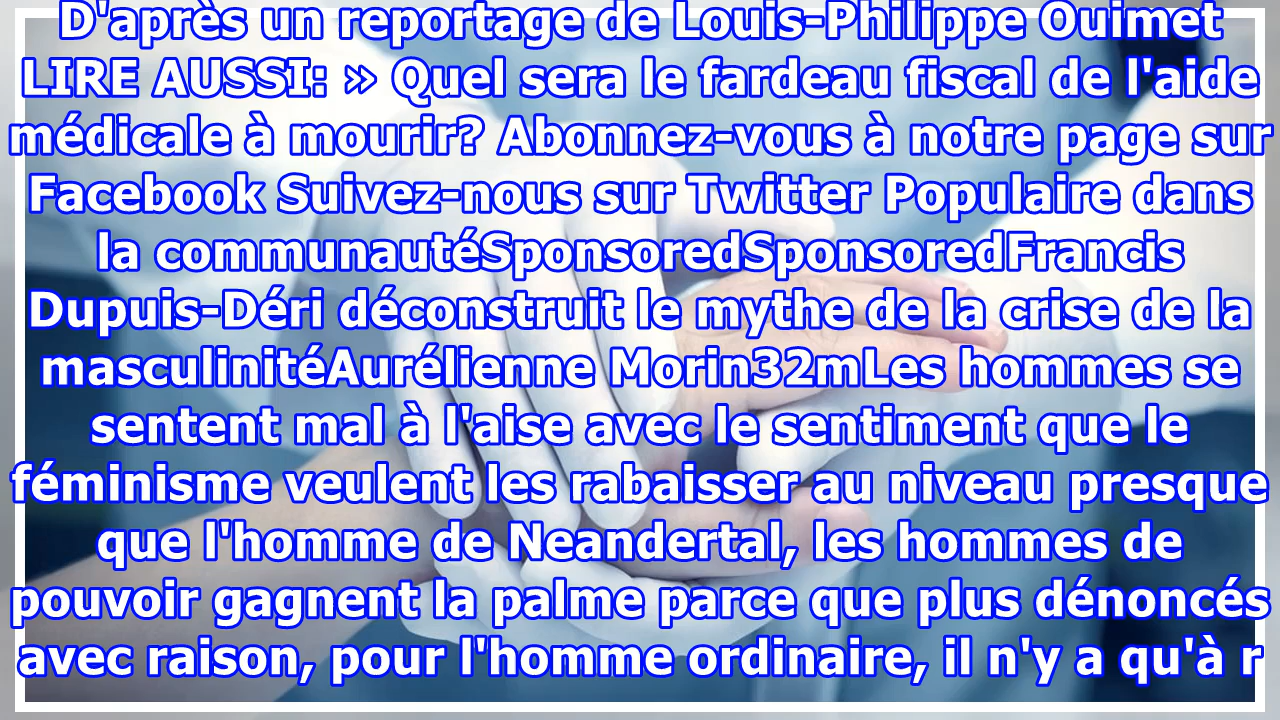 D'après un reportage de Louis-Philippe Ouimet
LIRE AUSSI: » Quel sera le fardeau fiscal de l'aide
médicale à mourir? Abonnez-vous à notre page sur
Facebook Suivez-nous sur Twitter Populaire dans
la communautéSponsoredSponsoredFrancis
Dupuis-Déri déconstruit le mythe de la crise de la
masculinitéAurélienne Morin32mLes hommes se
sentent mal à l'aise avec le sentiment que le
féminisme veulent les rabaisser au niveau presque
que l'homme de Neandertal, les hommes de
pouvoir gagnent la palme parce que plus dénoncés
avec raison, pour l'homme ordinaire, il n'y a qu'à r